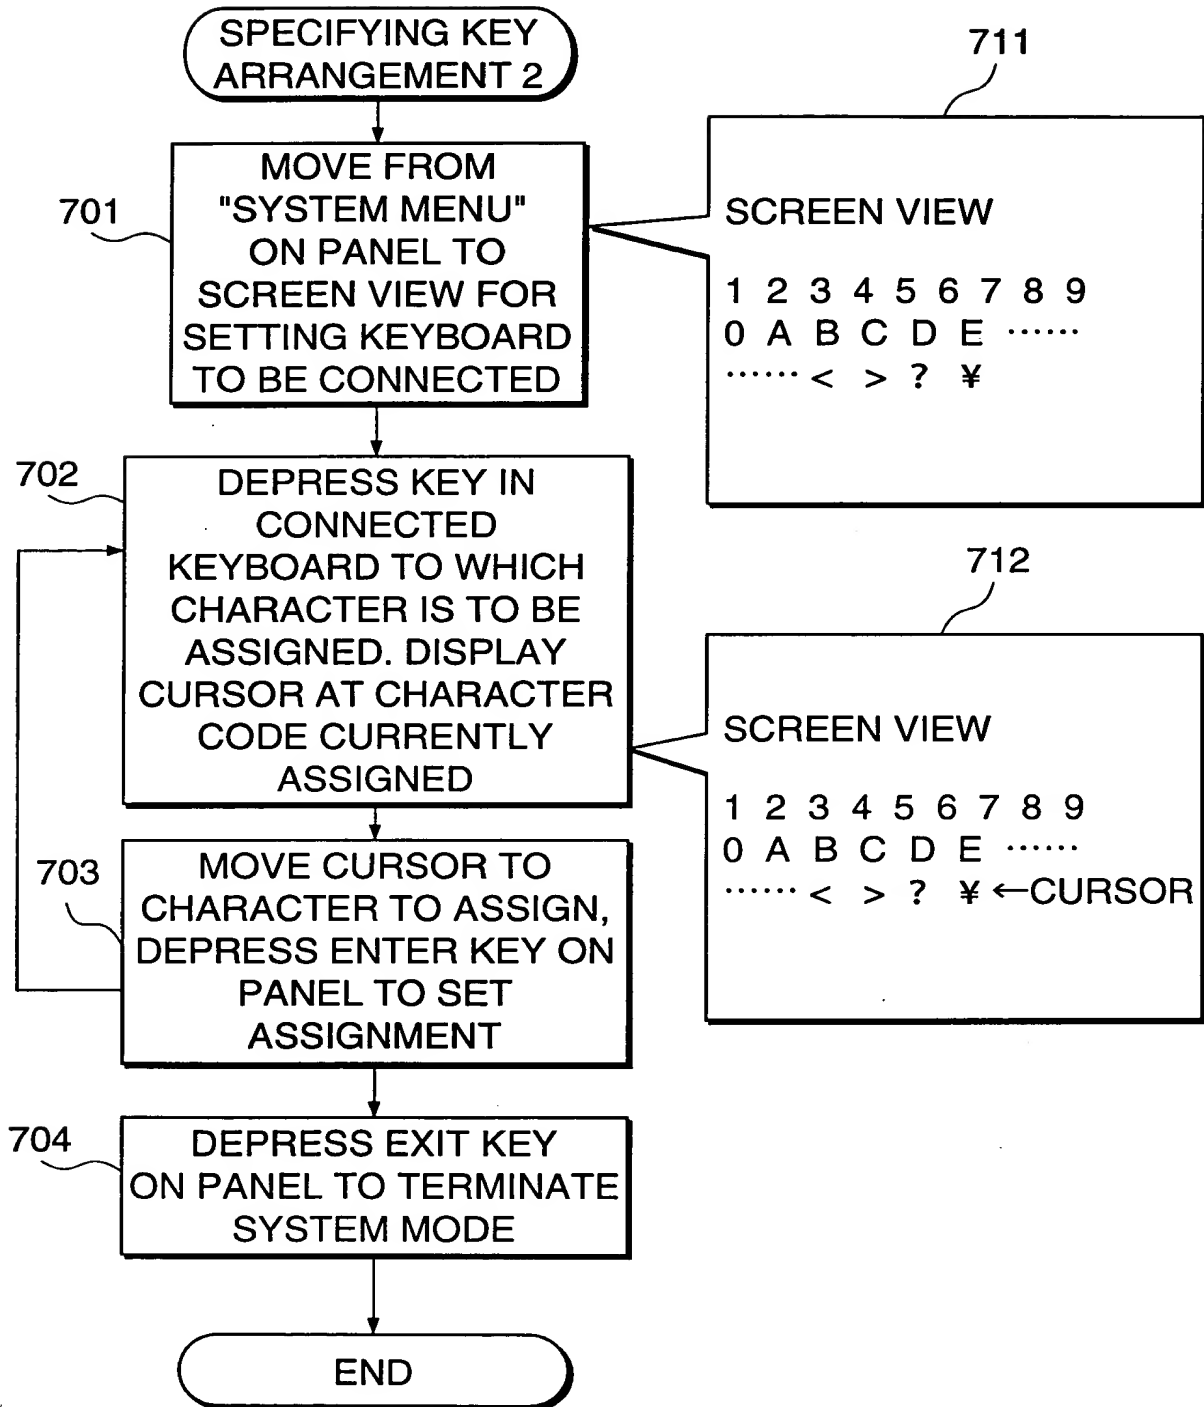 SPECIFYING KEY
ARRANGEMENT 2
701
MOVE FROM
"SYSTEM MENU"
ON PANEL TO
SCREEN VIEW FOR
SETTING KEYBOARD
TO BE CONNECTED
711
SCREEN VIEW
1 2 3 4 5 6 7 8 9
0 A B C D E ······
······ < > ? ¥
702
DEPRESS KEY IN
CONNECTED
KEYBOARD TO WHICH
CHARACTER IS TO BE
ASSIGNED. DISPLAY
CURSOR AT CHARACTER
CODE CURRENTLY
ASSIGNED
712
SCREEN VIEW
1 2 3 4 5 6 7 8 9
0 A B C D E ······
······ < > ? ¥ ←CURSOR
703
MOVE CURSOR TO
CHARACTER TO ASSIGN,
DEPRESS ENTER KEY ON
PANEL TO SET
ASSIGNMENT
704
DEPRESS EXIT KEY
ON PANEL TO TERMINATE
SYSTEM MODE
END